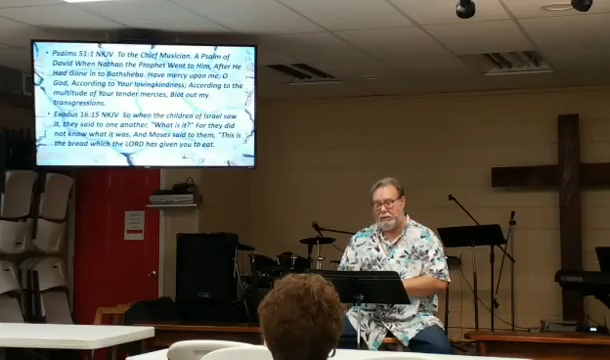 • Psalms 51:1 NKJV To the Chief Musician. A Psalm of
David When Nathan the Prophet Went to Him, After He
Had Gone in to Bathsheba. Have mercy upon me, O
God, According to Your lovingkindness; According to the
multitude of Your tender mercies, Blot out my
transgressions.
• Exodus 16:15 NKJV So when the children of Israel saw
it, they said to one another, "What is it?" For they did
not know what it was. And Moses said to them, "This is
the bread which the LORD has given you to eat.